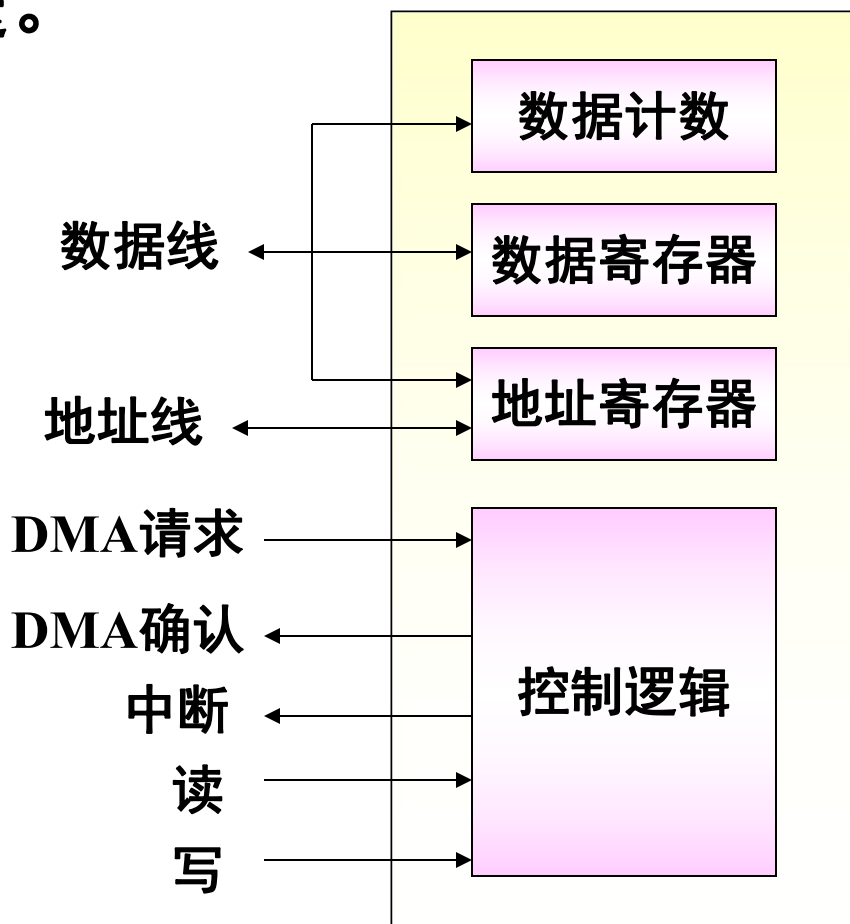 。
数据计数
数据线
数据寄存器
地址线
地址寄存器
DMA请求
DMA确认
中断
控制逻辑
读
写